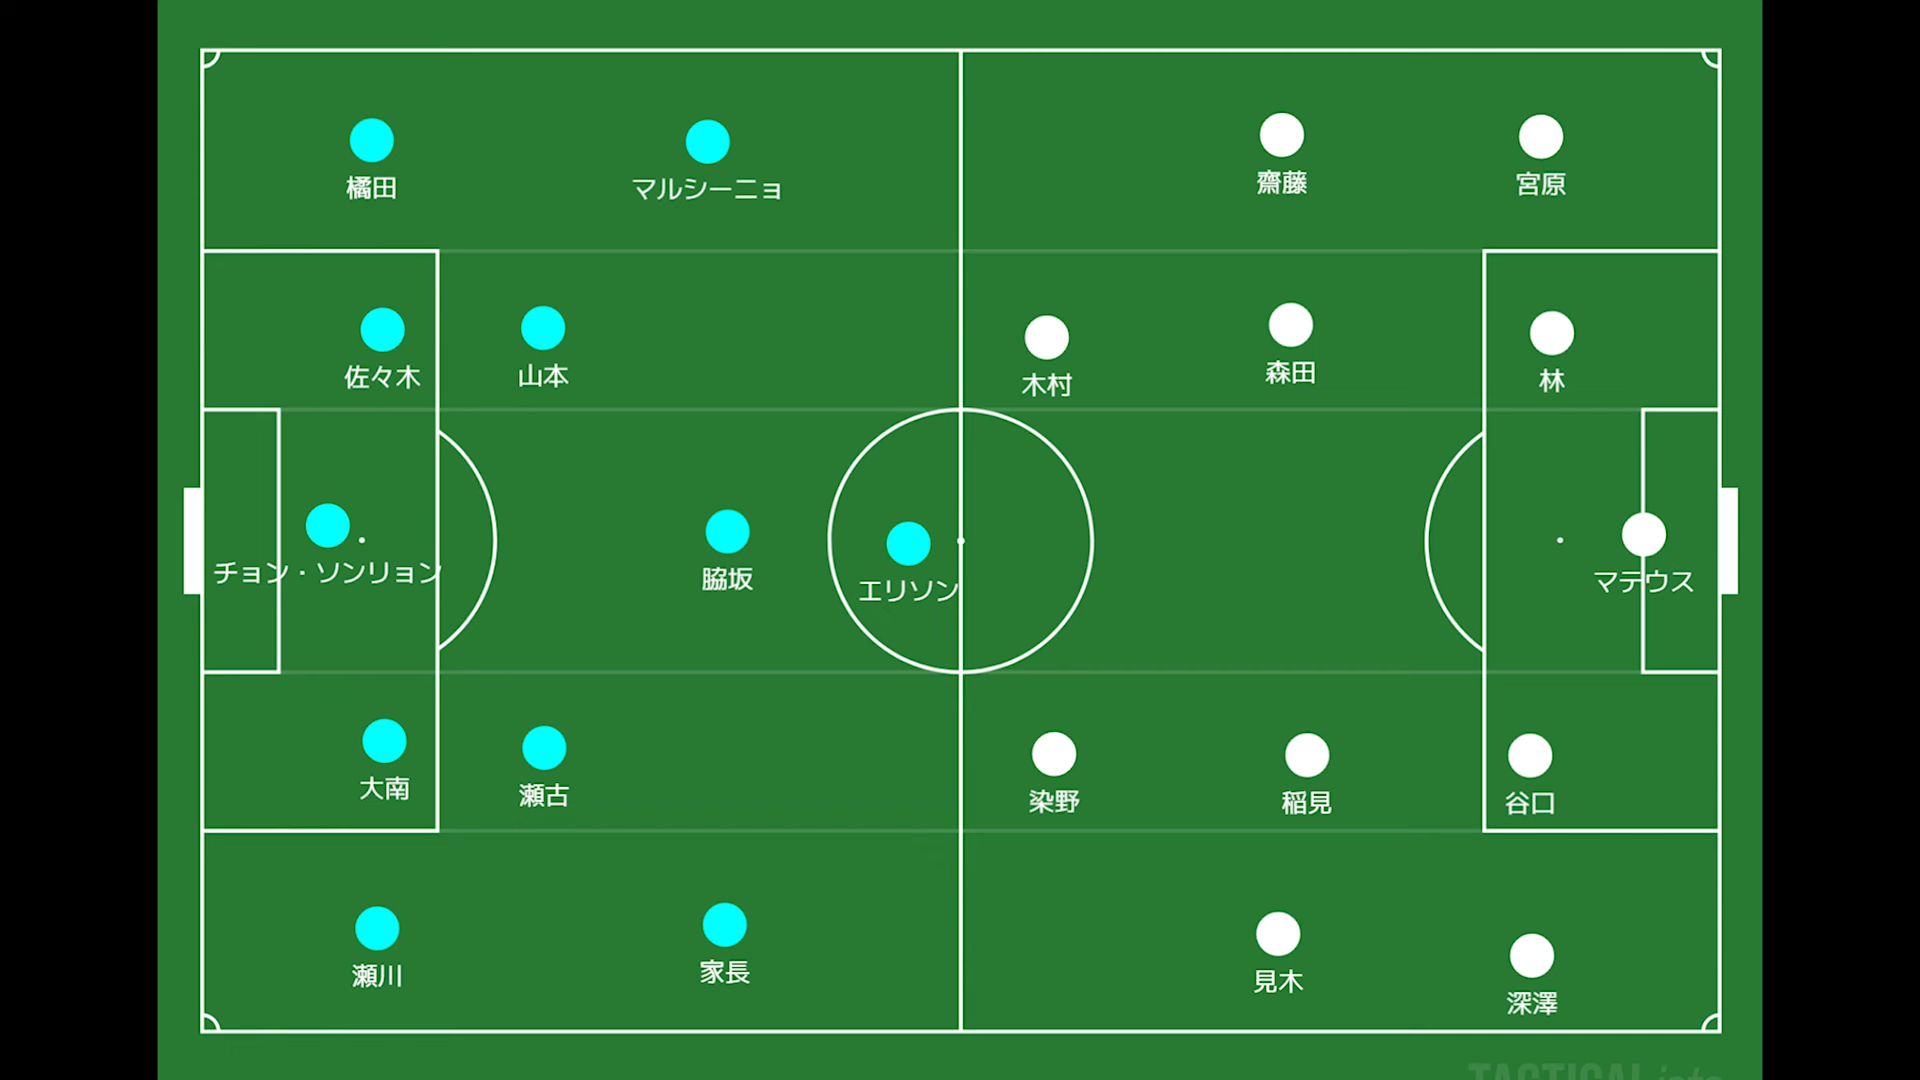 橘田
マルシーニョ
齋藤
宮原
佐々木
山本
木村
森田
林
チョン・ソンリョン
脇坂
エリソン
マテウス
大南
瀬古
染野
稲見
谷口
瀬川
家長
見木
深澤
TACTICALista